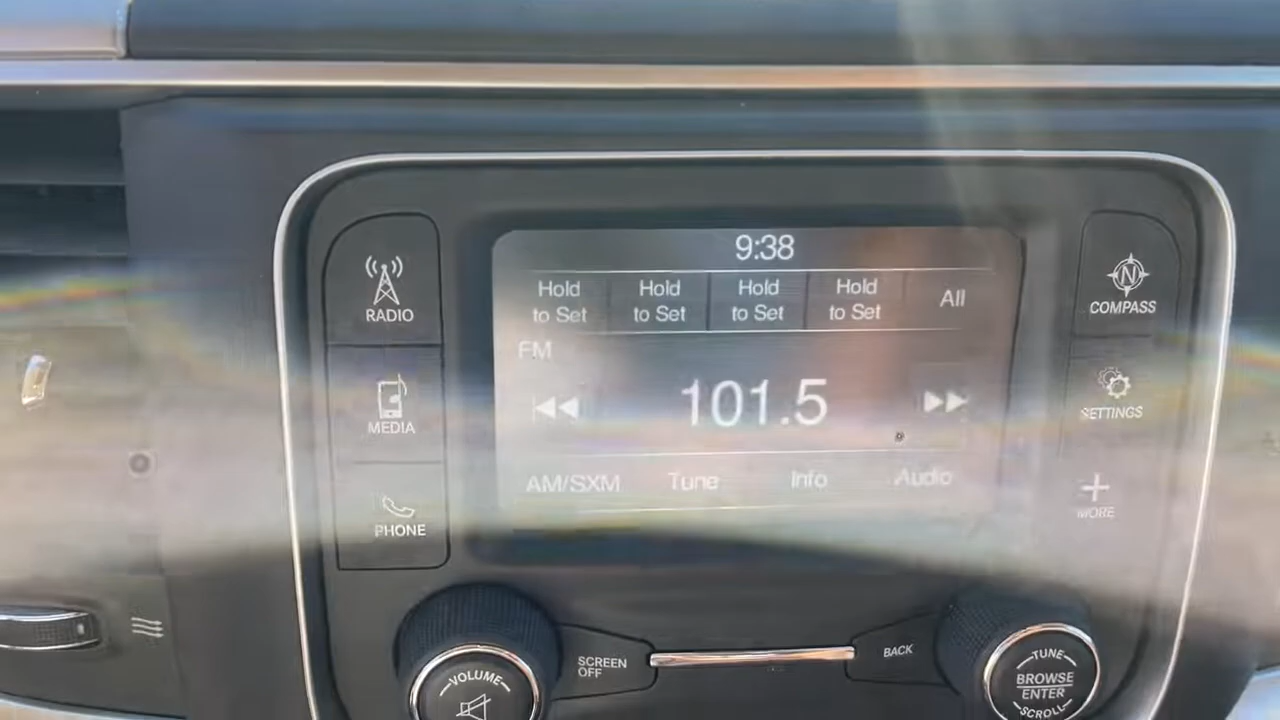 9:38
Hold to Set
Hold to Set
Hold to Set
Hold to Set
All
FM
101.5
AM/SXM Tune Info Audio
RADIO
MEDIA
PHONE
N
COMPASS
SETTINGS
MORE
VOLUME
SCREEN
OFF
BACK
TUNE
BROWSE
ENTER
SCROLL